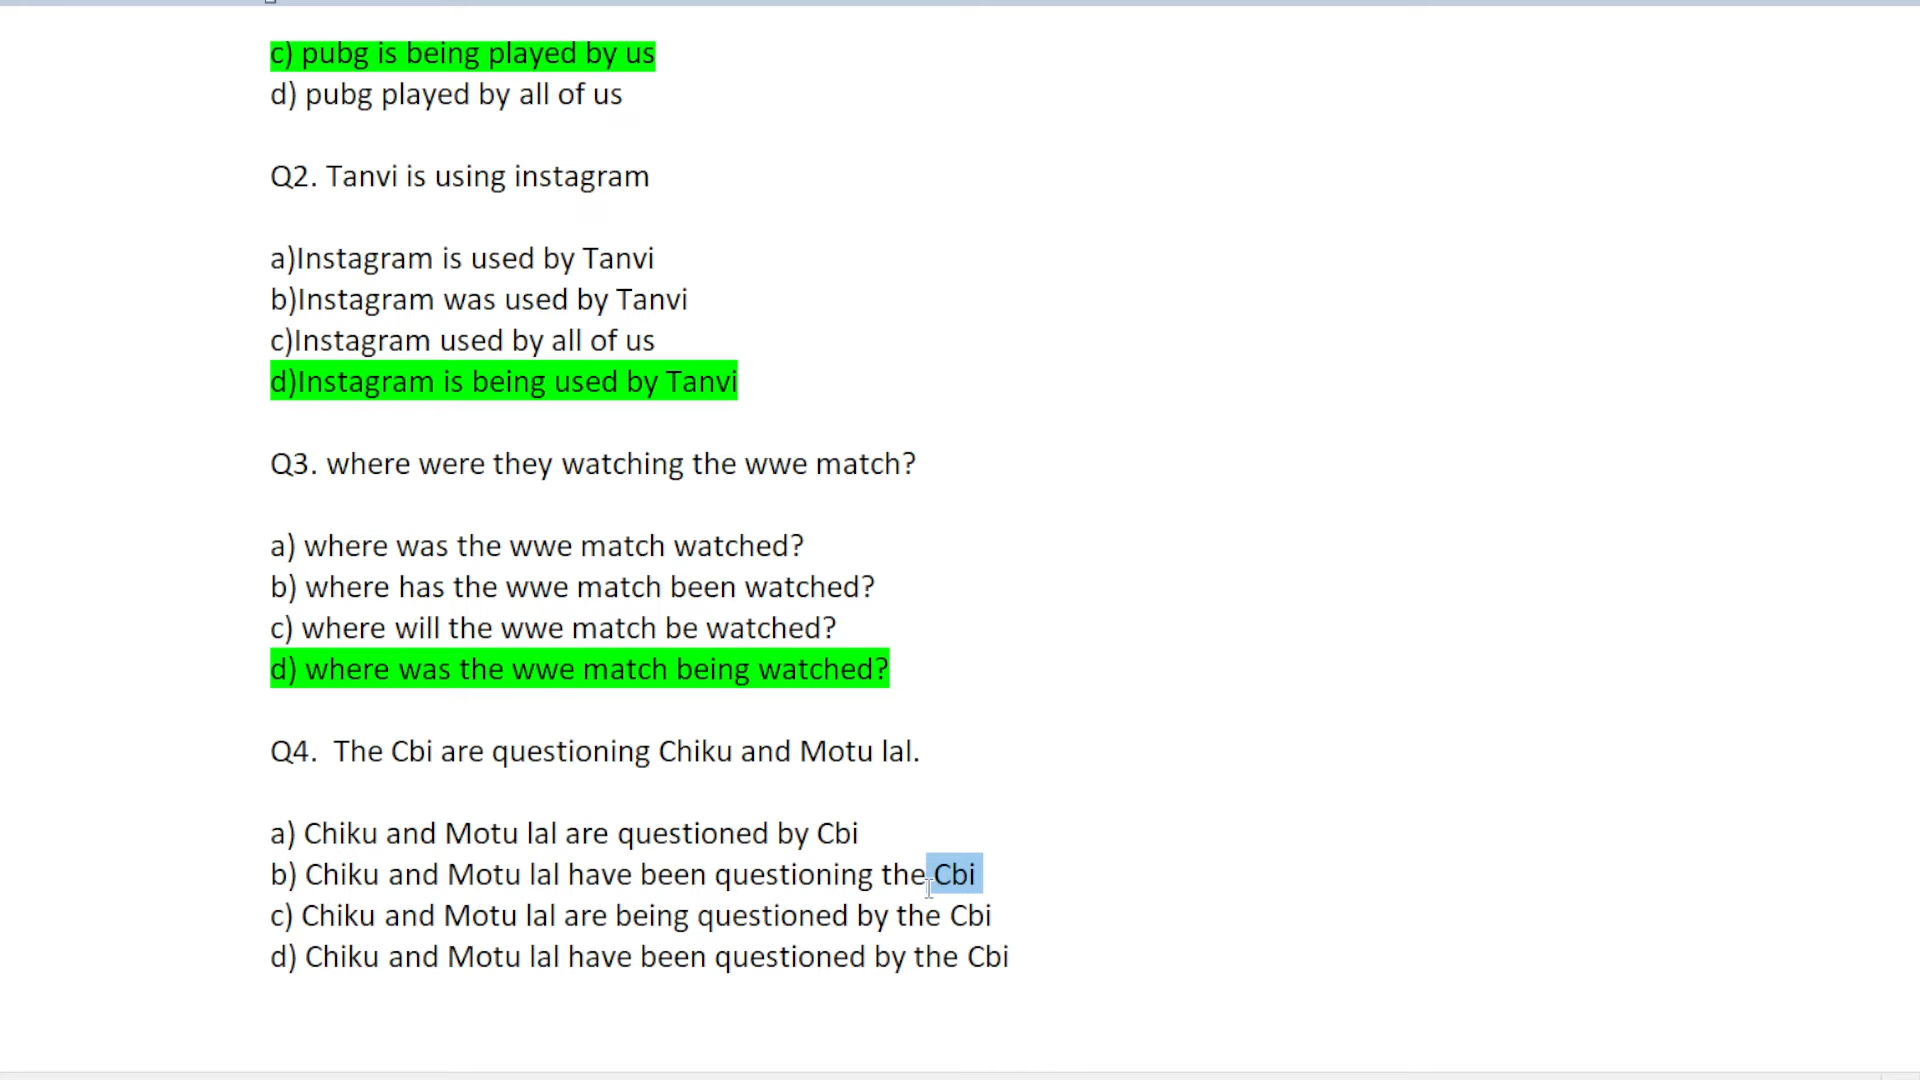 c) pubg is being played by us
d) pubg played by all of us
Q2. Tanvi is using instagram
a)Instagram is used by Tanvi
b)Instagram was used by Tanvi
c)Instagram used by all of us
d)Instagram is being used by Tanvi
Q3. where were they watching the wwe match?
a) where was the wwe match watched?
b) where has the wwe match been watched?
c) where will the wwe match be watched?
d) where was the wwe match being watched?
Q4.  The Cbi are questioning Chiku and Motu lal.
a) Chiku and Motu lal are questioned by Cbi
b) Chiku and Motu lal have been questioning the Cbi
c) Chiku and Motu lal are being questioned by the Cbi
d) Chiku and Motu lal have been questioned by the Cbi